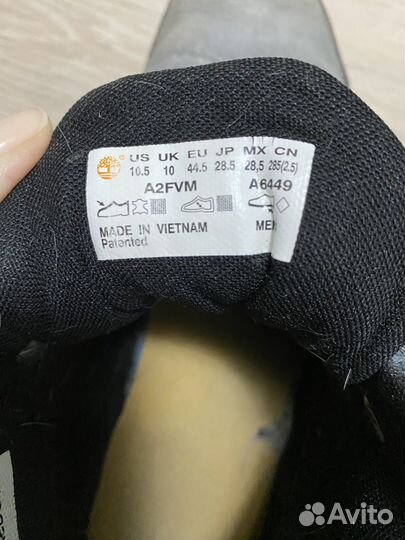 US UK EU JP MX CN
10.5 10 44.5 28.5 28,5 285(2.5)
A2FVM A6449
MADE IN VIETNAM
Patented
Avito